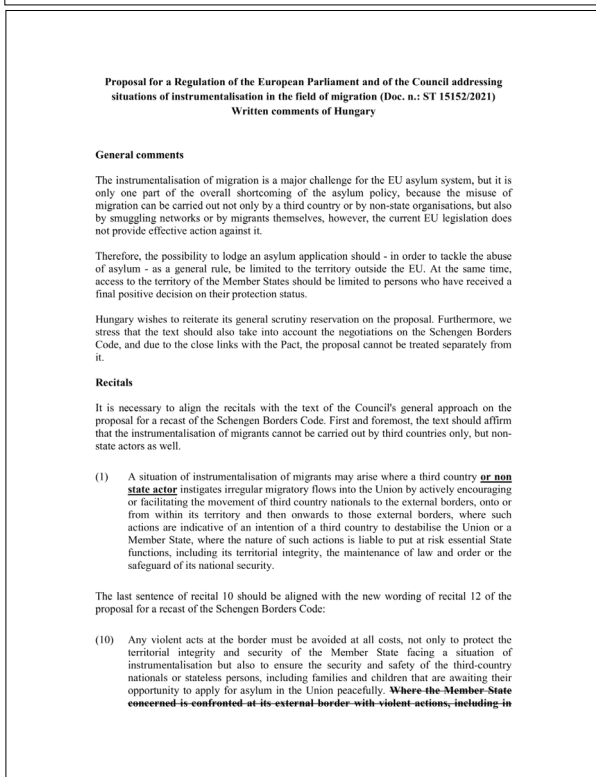 Proposal for a Regulation of the European Parliament and of the Council addressing
situations of instrumentalisation in the field of migration (Doc. n.: ST 15152/2021)
Written comments of Hungary
General comments
The instrumentalisation of migration is a major challenge for the EU asylum system, but it is
only one part of the overall shortcoming of the asylum policy, because the misuse of
migration can be carried out not only by a third country or by non-state organisations, but also
by smuggling networks or by migrants themselves, however, the current EU legislation does
not provide effective action against it.
Therefore, the possibility to lodge an asylum application should - in order to tackle the abuse
of asylum - as a general rule, be limited to the territory outside the EU. At the same time,
access to the territory of the Member States should be limited to persons who have received a
final positive decision on their protection status.
Hungary wishes to reiterate its general scrutiny reservation on the proposal. Furthermore, we
stress that the text should also take into account the negotiations on the Schengen Borders
Code, and due to the close links with the Pact, the proposal cannot be treated separately from
it.
Recitals
It is necessary to align the recitals with the text of the Council's general approach on the
proposal for a recast of the Schengen Borders Code. First and foremost, the text should affirm
that the instrumentalisation of migrants cannot be carried out by third countries only, but non-
state actors as well.
(1) A situation of instrumentalisation of migrants may arise where a third country or non
state actor instigates irregular migratory flows into the Union by actively encouraging
or facilitating the movement of third country nationals to the external borders, onto or
from within its territory and then onwards to those external borders, where such
actions are indicative of an intention of a third country to destabilise the Union or a
Member State, where the nature of such actions is liable to put at risk essential State
functions, including its territorial integrity, the maintenance of law and order or the
safeguard of its national security.
The last sentence of recital 10 should be aligned with the new wording of recital 12 of the
proposal for a recast of the Schengen Borders Code:
(10) Any violent acts at the border must be avoided at all costs, not only to protect the
territorial integrity and security of the Member State facing a situation of
instrumentalisation but also to ensure the security and safety of the third-country
nationals or stateless persons, including families and children that are awaiting their
opportunity to apply for asylum in the Union peacefully. Where the Member State
concerned is confronted at its external border with violent actions, including in